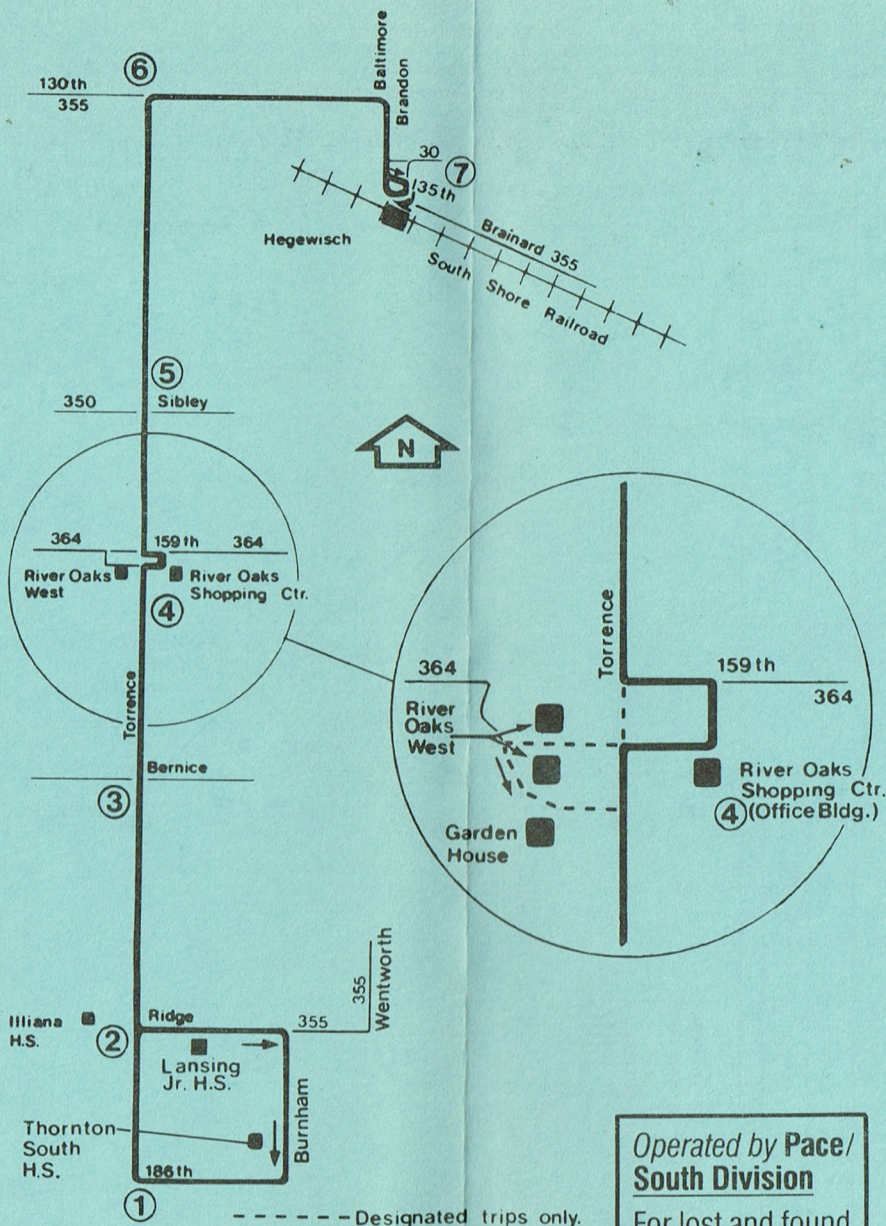 Baltimore
Brandon
⑥
130th
355
30
⑦
135th
Brainard 355
South Shore Railroad
Hegewisch
⑤
350
Sibley
N
364
159th
364
River Oaks
West
River Oaks
Shopping Ctr.
④
Torrence
Bernice
③
Torrence
364
159th
364
River
Oaks
West
River Oaks
Shopping Ctr.
④(Office Bldg.)
Garden
House
355
Wentworth
Illiana
H.S.
Ridge
355
②
Lansing
Jr. H.S.
Burnham
Thornton
South
H.S.
186th
①
Designated trips only.
Operated by Pace/
South Division
For lost and found